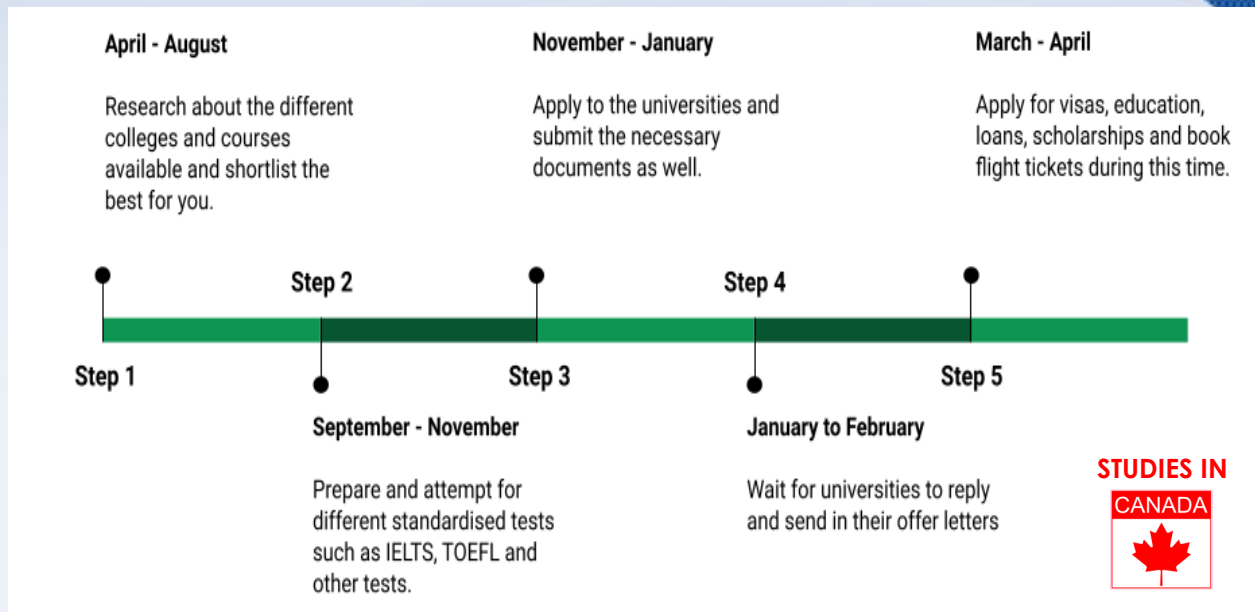 April - August
Research about the different
colleges and courses
available and shortlist the
best for you.
November - January
Apply to the universities and
submit the necessary
documents as well.
March - April
Apply for visas, education,
loans, scholarships and book
flight tickets during this time.
Step 2
Step 4
Step 1
Step 3
Step 5
September - November
Prepare and attempt for
different standardised tests
such as IELTS, TOEFL and
other tests.
January to February
Wait for universities to reply
and send in their offer letters
STUDIES IN
CANADA